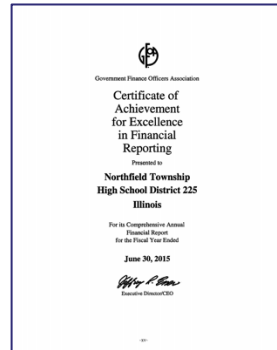 Government Finance Officers Association
Certificate of
Achievement
for Excellence
in Financial
Reporting
Presented to
Northfield Township
High School District 225
Illinois
For its Comprehensive Annual
Financial Report
for the Fiscal Year Ended
June 30, 2015
Executive Director/CEO